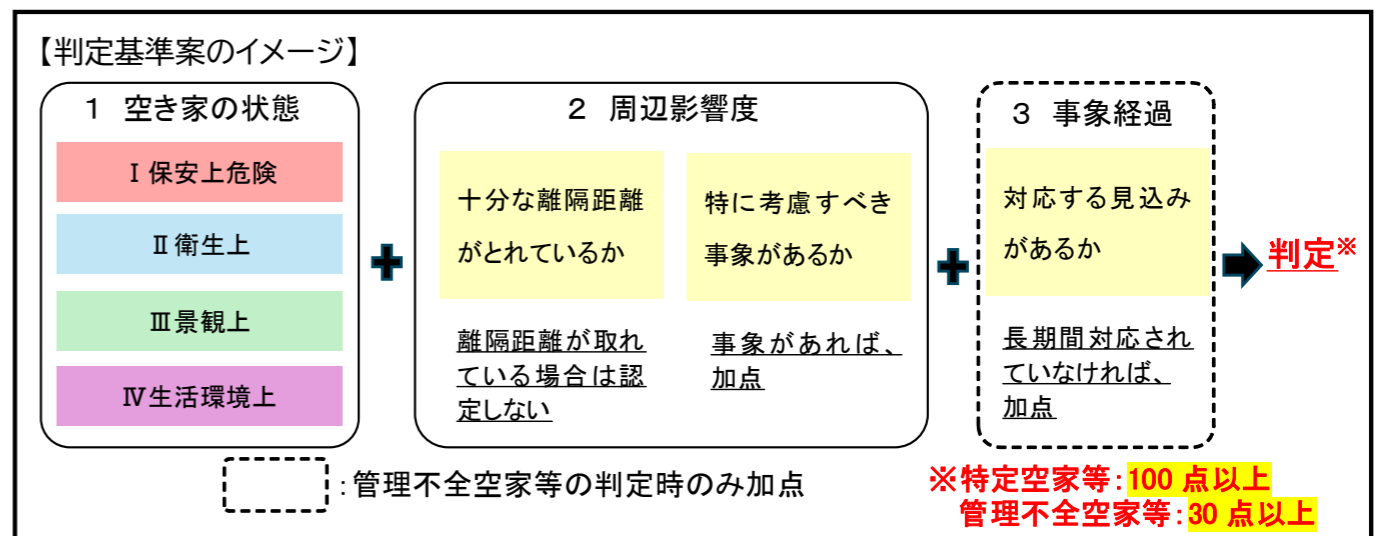 【判定基準案のイメージ】
１ 空き家の状態
Ⅰ保安上危険
Ⅱ衛生上
Ⅲ景観上
Ⅳ生活環境上
２ 周辺影響度
十分な離隔距離
がとれているか
離隔距離が取れ
ている場合は認
定しない
特に考慮すべき
事象があるか
事象があれば、
加点
３ 事象経過
対応する見込み
があるか
長期間対応され
ていなければ、
加点
判定※
：管理不全空家等の判定時のみ加点
※特定空家等：100 点以上
管理不全空家等：30 点以上